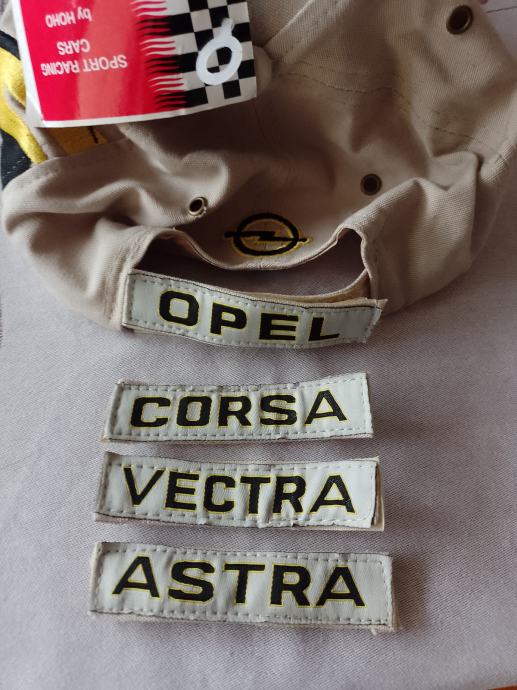 SPORT RACING
CARS
by HOHO
OPEL
CORSA
VECTRA
ASTRA